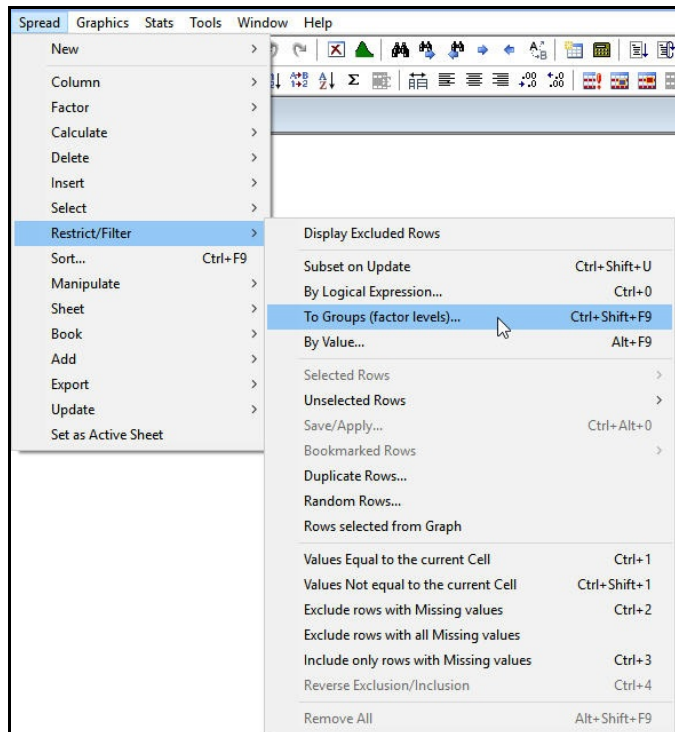 Spread Graphics Stats Tools Window Help
New
Column
Factor
Calculate
Delete
Insert
Select
Restrict/Filter
Sort... Ctrl+F9
Manipulate
Sheet
Book
Add
Export
Update
Set as Active Sheet
Display Excluded Rows
Subset on Update Ctrl+Shift+U
By Logical Expression... Ctrl+0
To Groups (factor levels)... Ctrl+Shift+F9
By Value... Alt+F9
Selected Rows
Unselected Rows
Save/Apply... Ctrl+Alt+0
Bookmarked Rows
Duplicate Rows...
Random Rows...
Rows selected from Graph
Values Equal to the current Cell Ctrl+1
Values Not equal to the current Cell Ctrl+Shift+1
Exclude rows with Missing values Ctrl+2
Exclude rows with all Missing values
Include only rows with Missing values Ctrl+3
Reverse Exclusion/Inclusion Ctrl+4
Remove All Alt+Shift+F9